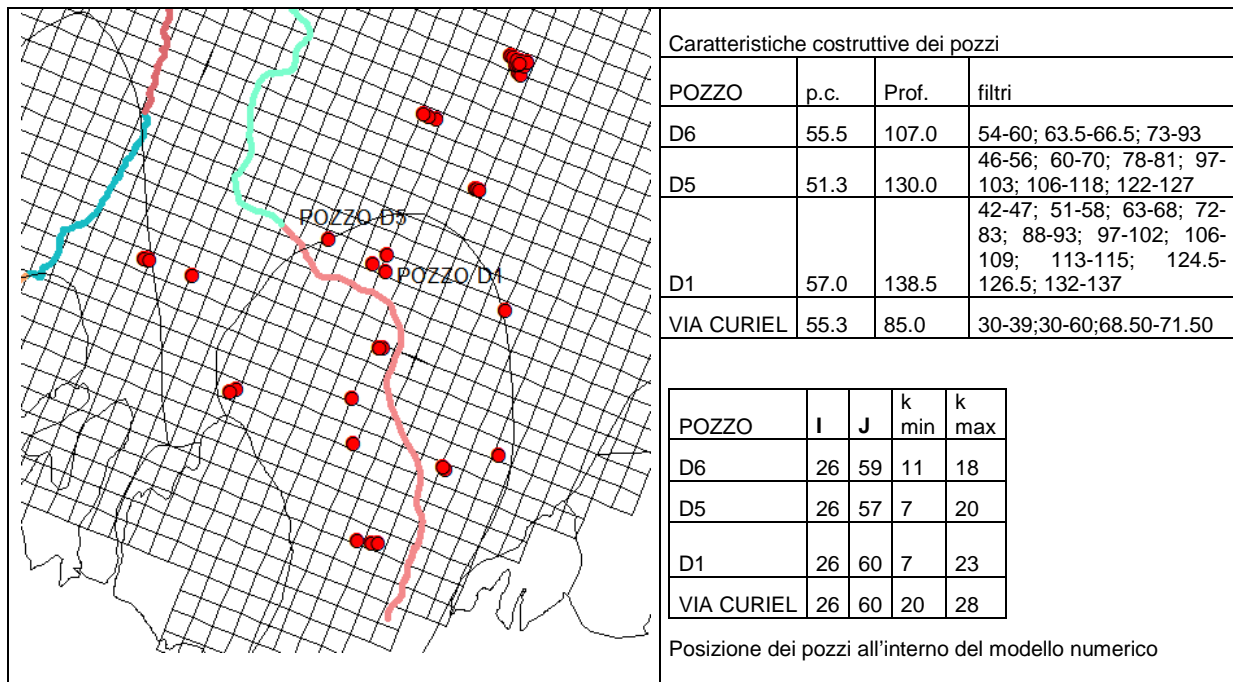 POZZO D5
POZZO D1
Caratteristiche costruttive dei pozzi
POZZO p.c. Prof. filtri
D6 55.5 107.0 54-60; 63.5-66.5; 73-93
46-56; 60-70; 78-81; 97-
D5 51.3 130.0 103; 106-118; 122-127
42-47; 51-58; 63-68; 72-
83; 88-93; 97-102; 106-
109; 113-115; 124.5-
D1 57.0 138.5 126.5; 132-137
VIA CURIEL 55.3 85.0 30-39;30-60;68.50-71.50
POZZO I J k min k max
D6 26 59 11 18
D5 26 57 7 20
D1 26 60 7 23
VIA CURIEL 26 60 20 28
Posizione dei pozzi all'interno del modello numerico